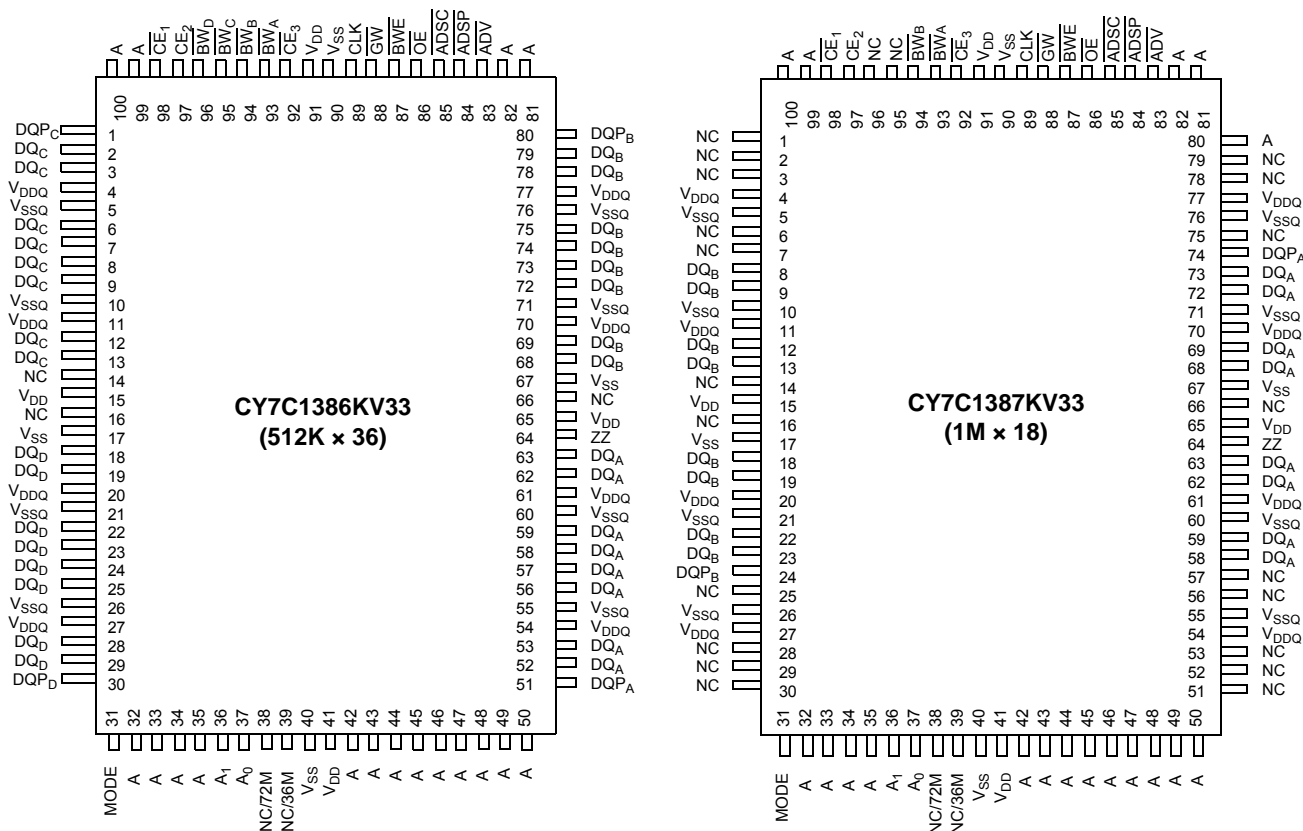 A A CE1 CE2 BWD BWC BWB BWA CE3 VDD VSS CLK GW BWE OE ADSC ADSP ADV A A
100 99 98 97 96 95 94 93 92 91 90 89 88 87 86 85 84 83 82 81
DQPC 1 80 DQPB
DQC 2 79 DQB
DQC 3 78 DQB
VDDQ 4 77 VDDQ
VSSQ 5 76 VSSQ
DQC 6 75 DQB
DQC 7 74 DQB
DQC 8 73 DQB
DQC 9 72 DQB
VSSQ 10 71 VSSQ
VDDQ 11 70 VDDQ
DQC 12 69 DQB
DQC 13 68 DQB
NC 14 67 VSS
VDD 15 66 NC
NC 16 65 VDD
VSS 17 64 ZZ
DQD 18 63 DQA
DQD 19 62 DQA
VDDQ 20 61 VDDQ
VSSQ 21 60 VSSQ
DQD 22 59 DQA
DQD 23 58 DQA
DQD 24 57 DQA
DQD 25 56 DQA
VSSQ 26 55 VSSQ
VDDQ 27 54 VDDQ
DQD 28 53 DQA
DQD 29 52 DQA
DQPD 30 51 DQPA
CY7C1386KV33
(512K × 36)
31 32 33 34 35 36 37 38 39 40 41 42 43 44 45 46 47 48 49 50
MODE A A A A A1 A0 NC/72M NC/36M VSS VDD A A A A A A A A A
A A CE1 CE2 NC NC BWB BWA CE3 VDD VSS CLK GW BWE OE ADSC ADSP ADV A A
100 99 98 97 96 95 94 93 92 91 90 89 88 87 86 85 84 83 82 81
NC 1 80 A
NC 2 79 NC
NC 3 78 NC
VDDQ 4 77 VDDQ
VSSQ 5 76 VSSQ
NC 6 75 NC
NC 7 74 DQPA
DQB 8 73 DQA
DQB 9 72 DQA
VSSQ 10 71 VSSQ
VDDQ 11 70 VDDQ
DQB 12 69 DQA
DQB 13 68 DQA
NC 14 67 VSS
VDD 15 66 NC
NC 16 65 VDD
VSS 17 64 ZZ
DQB 18 63 DQA
DQB 19 62 DQA
VDDQ 20 61 VDDQ
VSSQ 21 60 VSSQ
DQB 22 59 DQA
DQB 23 58 DQA
DQPB 24 57 NC
NC 25 56 NC
VSSQ 26 55 VSSQ
VDDQ 27 54 VDDQ
NC 28 53 NC
NC 29 52 NC
NC 30 51 NC
CY7C1387KV33
(1M × 18)
31 32 33 34 35 36 37 38 39 40 41 42 43 44 45 46 47 48 49 50
MODE A A A A A1 A0 NC/72M NC/36M VSS VDD A A A A A A A A A